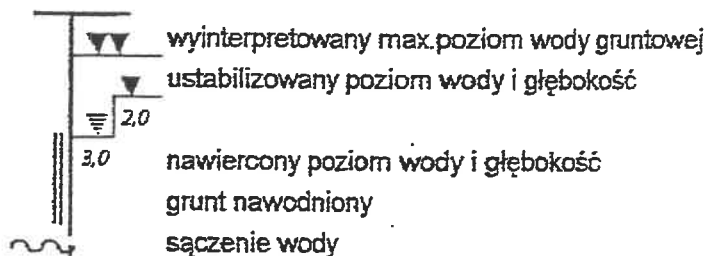 wyinterpretowany max.poziom wody gruntowej
ustabilizowany poziom wody i głębokość
2,0
3,0
nawiercony poziom wody i głębokość
grunt nawodniony
sączenie wody